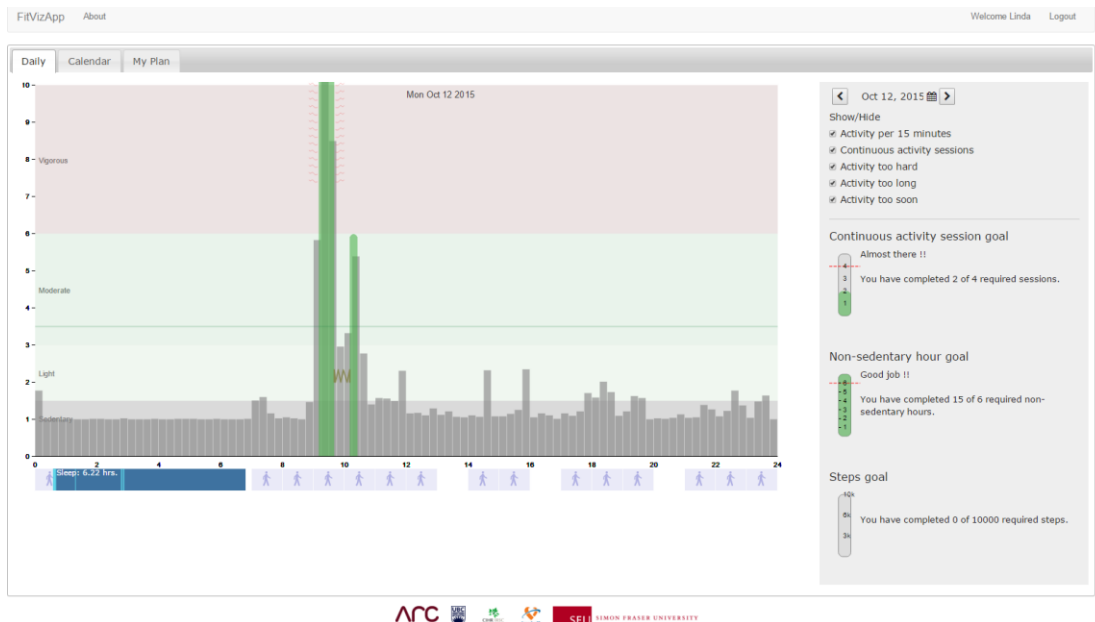 FitVizApp About Welcome Linda Logout
Daily Calendar My Plan
Mon Oct 12 2015
10
9
8
7
6
5
4
3
2
1
0
Vigorous
Moderate
Light
Sedentary
0 2 4 6 8 10 12 14 16 18 20 22 24
Sleep: 6.22 hrs.
Oct 12, 2015
Show/Hide
Activity per 15 minutes
Continuous activity sessions
Activity too hard
Activity too long
Activity too soon
Continuous activity session goal
Almost there !!
4
3
2
1
You have completed 2 of 4 required sessions.
Non-sedentary hour goal
Good job !!
6
5
4
3
2
1
You have completed 15 of 6 required non-
sedentary hours.
Steps goal
10k
6k
3k
You have completed 0 of 10000 required steps.
ARC UBC SFU SIMON FRASER UNIVERSITY